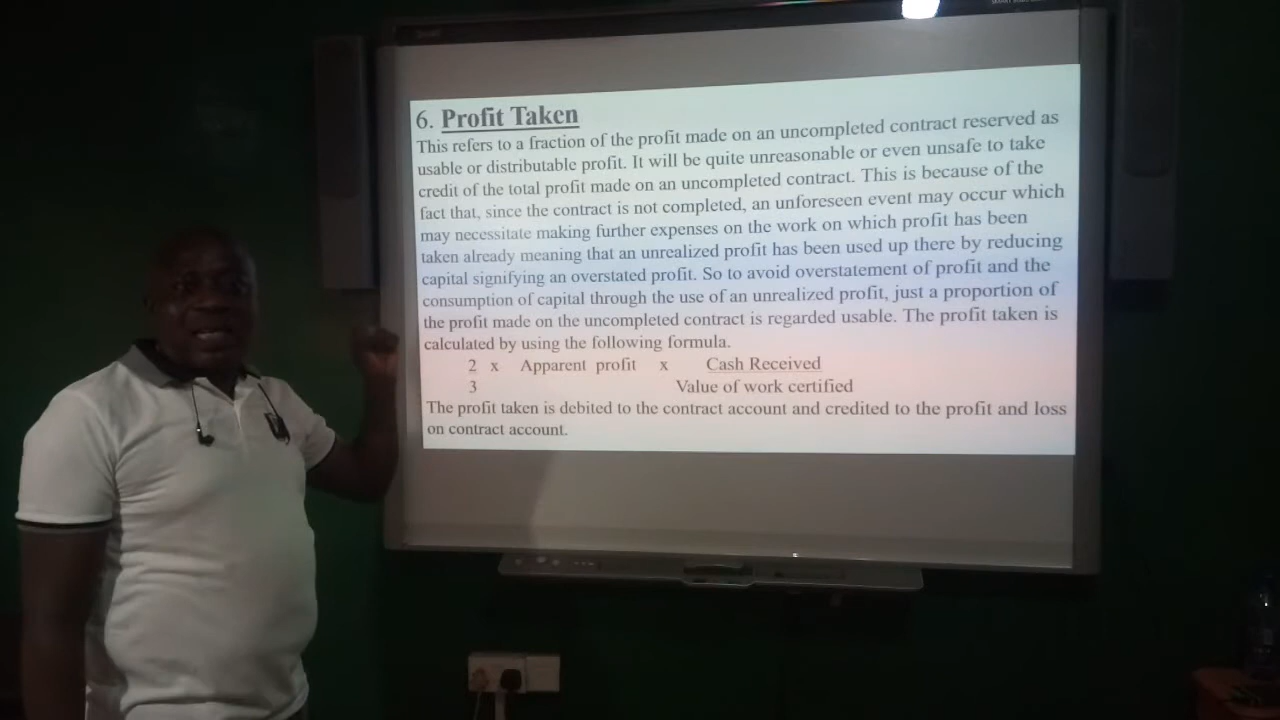 6. Profit Taken
This refers to a fraction of the profit made on an uncompleted contract reserved as
usable or distributable profit. It will be quite unreasonable or even unsafe to take
credit of the total profit made on an uncompleted contract. This is because of the
fact that, since the contract is not completed, an unforeseen event may occur which
may necessitate making further expenses on the work on which profit has been
taken already meaning that an unrealized profit has been used up there by reducing
capital signifying an overstated profit. So to avoid overstatement of profit and the
consumption of capital through the use of an unrealized profit, just a proportion of
the profit made on the uncompleted contract is regarded usable. The profit taken is
calculated by using the following formula.
2 x Apparent profit x Cash Received
3 Value of work certified
The profit taken is debited to the contract account and credited to the profit and loss
on contract account.